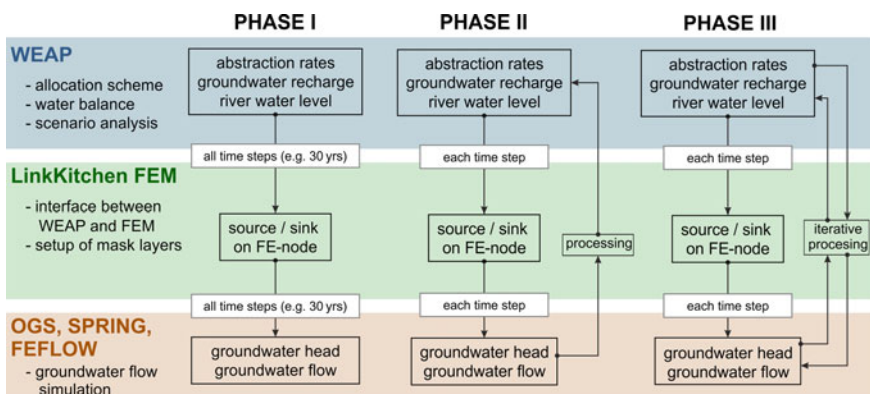 PHASE I
PHASE II
PHASE III
WEAP
- allocation scheme
- water balance
- scenario analysis
abstraction rates
groundwater recharge
river water level
abstraction rates
groundwater recharge
river water level
abstraction rates
groundwater recharge
river water level
all time steps (e.g. 30 yrs)
each time step
each time step
LinkKitchen FEM
- interface between
WEAP and FEM
- setup of mask layers
source / sink
on FE-node
source / sink
on FE-node
processing
source / sink
on FE-node
iterative
procesing
all time steps (e.g. 30 yrs)
each time step
each time step
OGS, SPRING,
FEFLOW
- groundwater flow
simulation
groundwater head
groundwater flow
groundwater head
groundwater flow
groundwater head
groundwater flow